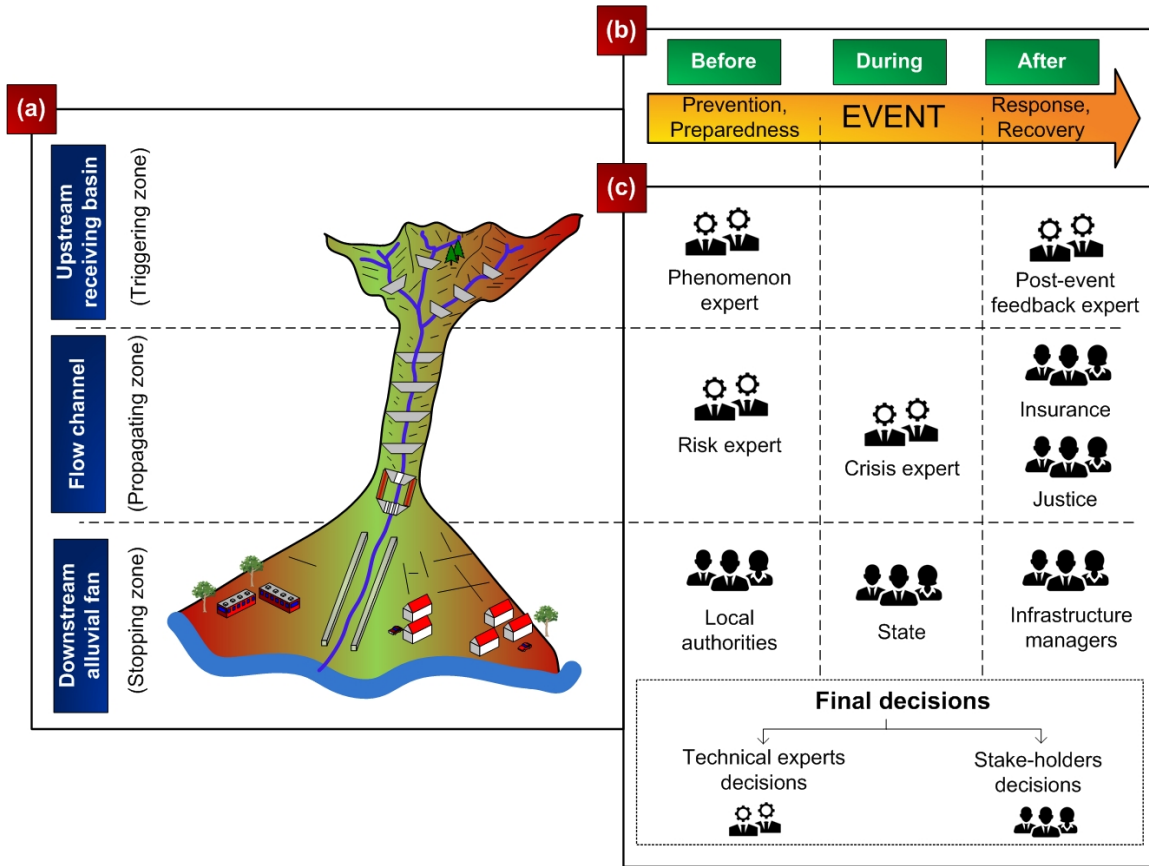 (a)
Upstream
receiving basin
(Triggering zone)
Flow channel
(Propagating zone)
Downstream
alluvial fan
(Stopping zone)
(b)
Before
During
After
Prevention,
Preparedness
EVENT
Response,
Recovery
(c)
Phenomenon
expert
Post-event
feedback expert
Risk expert
Crisis expert
Insurance
Justice
Local
authorities
State
Infrastructure
managers
Final decisions
Technical experts
decisions
Stake-holders
decisions